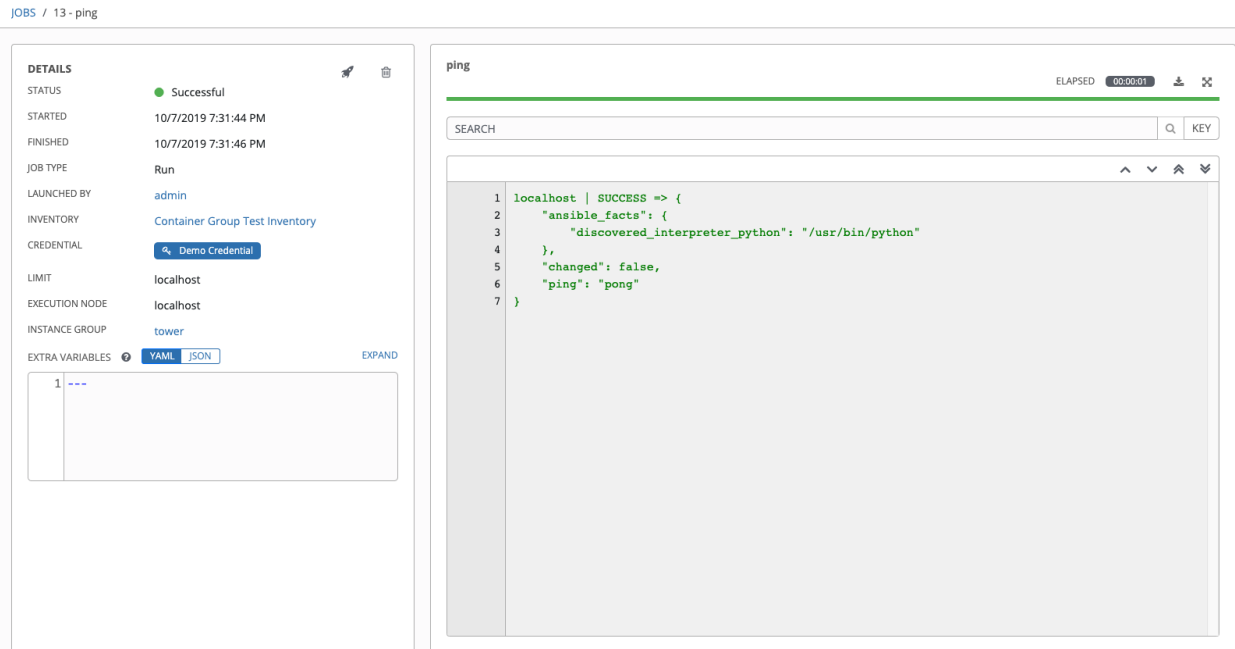 JOBS / 13 - ping
DETAILS
STATUS Successful
STARTED 10/7/2019 7:31:44 PM
FINISHED 10/7/2019 7:31:46 PM
JOB TYPE Run
LAUNCHED BY admin
INVENTORY Container Group Test Inventory
CREDENTIAL Demo Credential
LIMIT localhost
EXECUTION NODE localhost
INSTANCE GROUP tower
EXTRA VARIABLES ? YAML JSON EXPAND
1 ---
ping
ELAPSED 00:00:01
SEARCH KEY
1 localhost | SUCCESS => {
2 "ansible_facts": {
3 "discovered_interpreter_python": "/usr/bin/python"
4 },
5 "changed": false,
6 "ping": "pong"
7 }